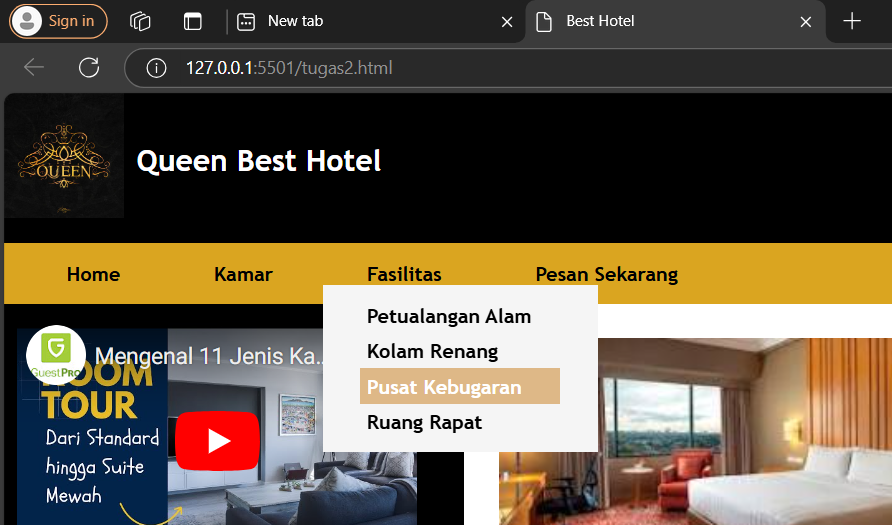 Sign in
New tab
Best Hotel
127.0.0.1:5501/tugas2.html
QUEEN
Queen Best Hotel
Home
Kamar
Fasilitas
Pesan Sekarang
Petualangan Alam
Kolam Renang
Pusat Kebugaran
Ruang Rapat
GuestPro
Mengenal 11 Jenis Ka...
ROOM
TOUR
Dari Standard
hingga Suite
Mewah